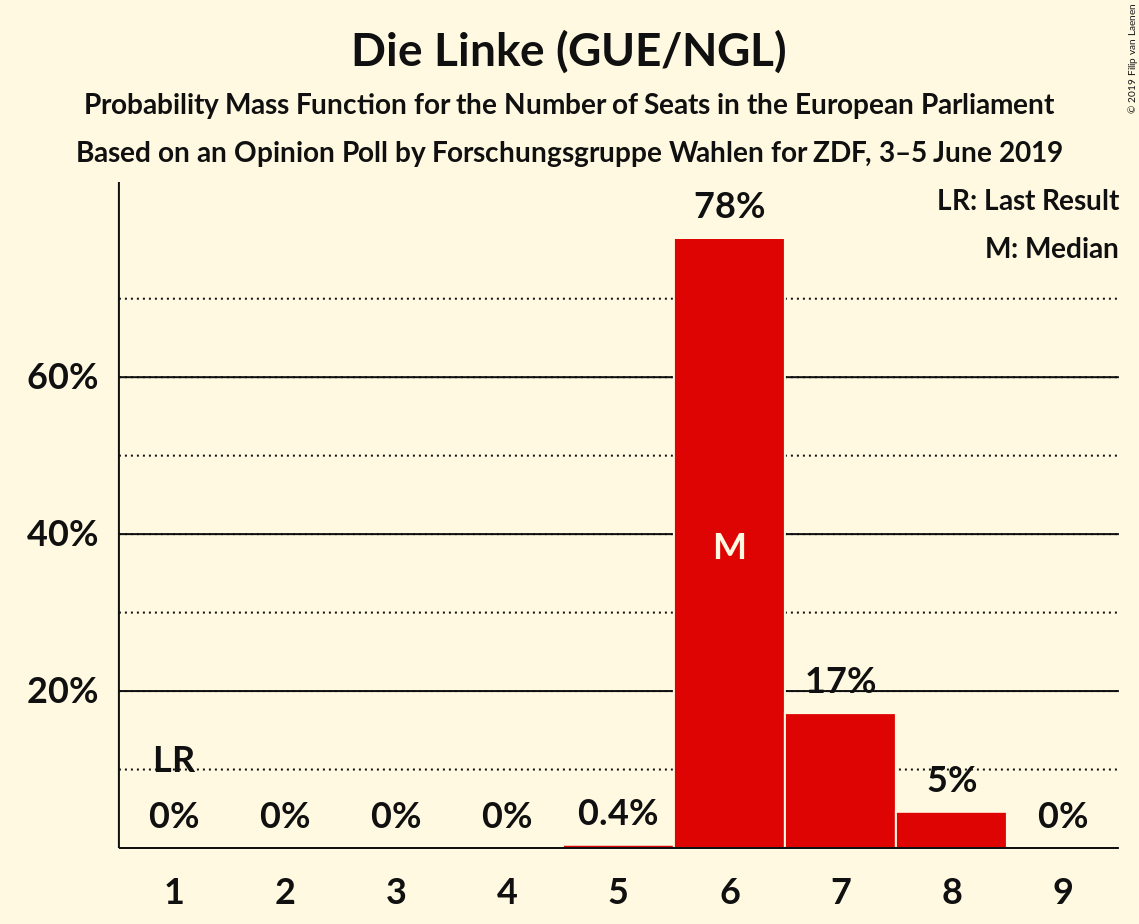 Die Linke (GUE/NGL)
Probability Mass Function for the Number of Seats in the European Parliament
Based on an Opinion Poll by Forschungsgruppe Wahlen for ZDF, 3–5 June 2019
© 2019 Filip van Laenen
LR: Last Result
M: Median
78%
60%
40%
M
20%
17%
LR
0%
0%
0%
0%
0.4%
5%
0%
1 2 3 4 5 6 7 8 9